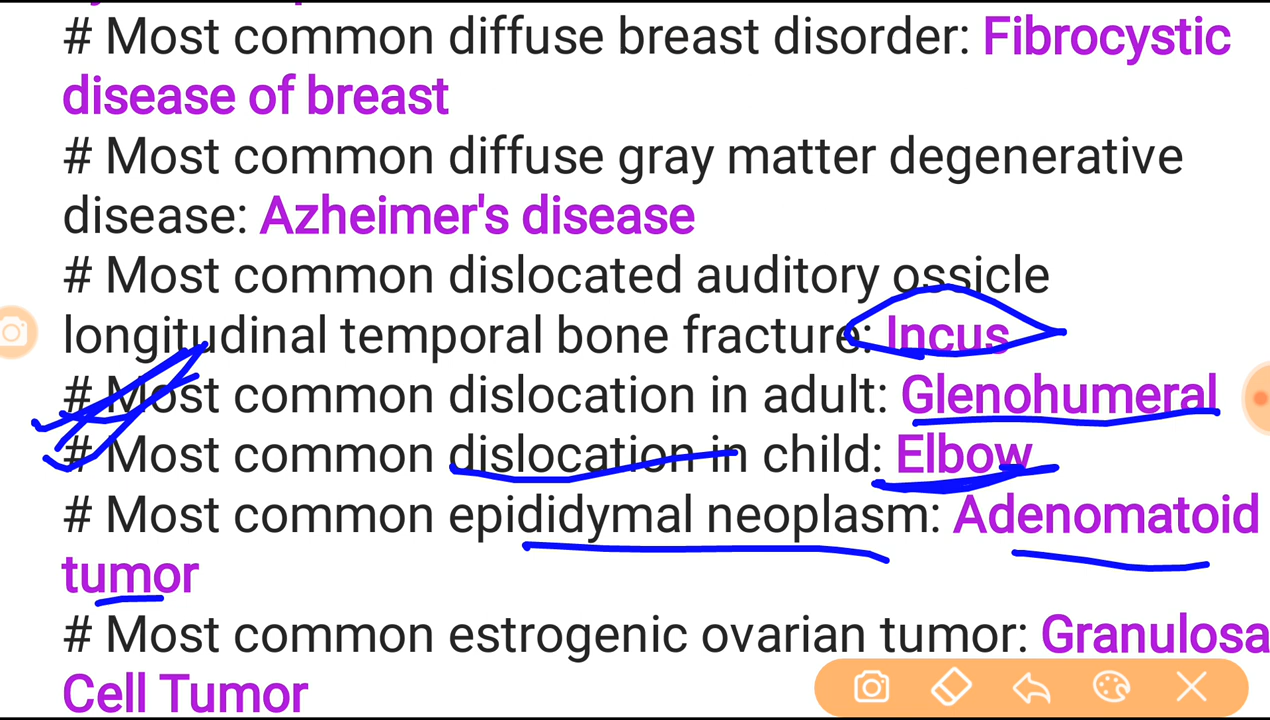 # Most common diffuse breast disorder: Fibrocystic
disease of breast
# Most common diffuse gray matter degenerative
disease: Azheimer's disease
# Most common dislocated auditory ossicle
longitudinal temporal bone fracture: Incus
# Most common dislocation in adult: Glenohumeral
# Most common dislocation in child: Elbow
# Most common epididymal neoplasm: Adenomatoid
tumor
# Most common estrogenic ovarian tumor: Granulosa
Cell Tumor